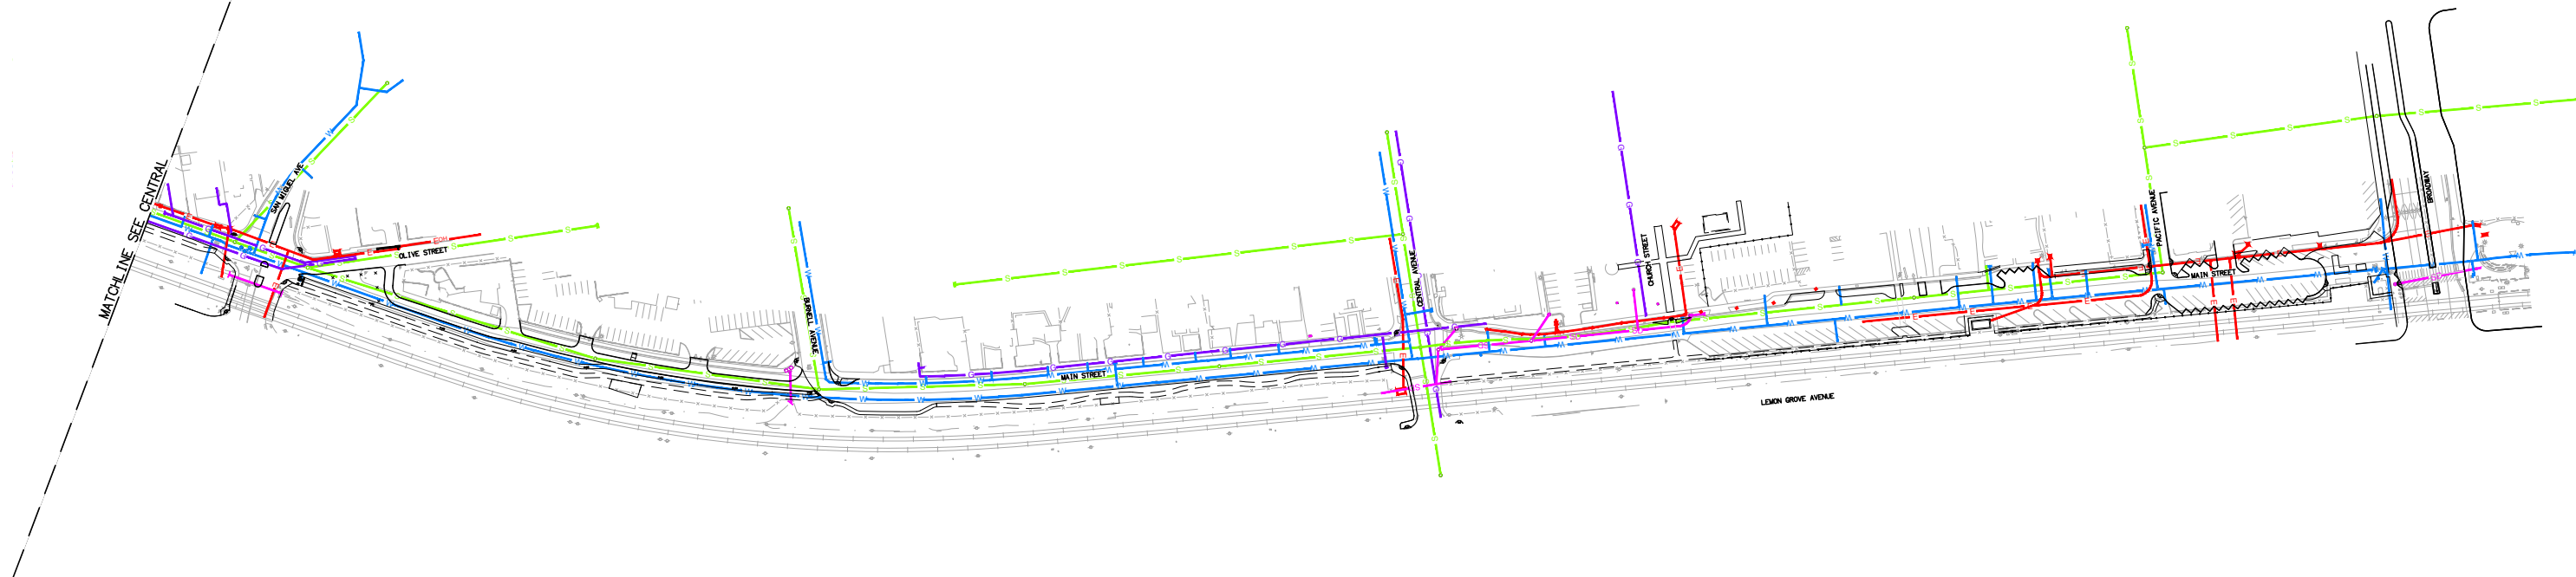 MATCHLINE SEE CENTRAL
SAN MIGUEL AVE
OLIVE STREET
EOH
BURNELL AVENUE
MAIN STREET
CENTRAL AVENUE
CHURCH STREET
LEMON GROVE AVENUE
PACIFIC AVENUE
MAIN STREET
BROADWAY